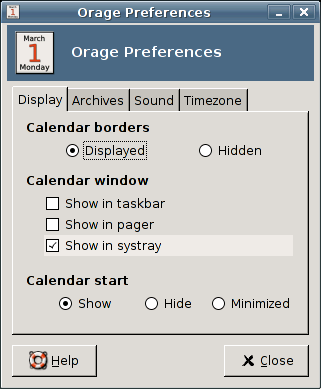 Orage Preferences
March
1
Monday
Orage Preferences
Display Archives Sound Timezone
Calendar borders
Displayed Hidden
Calendar window
Show in taskbar
Show in pager
Show in systray
Calendar start
Show Hide Minimized
Help Close